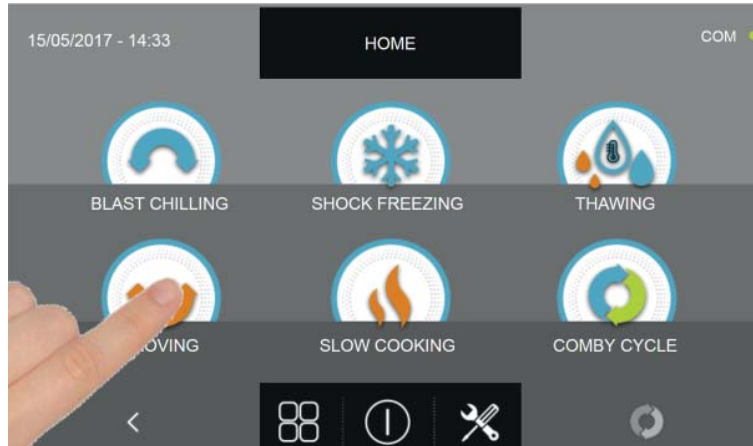 15/05/2017 - 14:33
HOME
COM
BLAST CHILLING
SHOCK FREEZING
THAWING
SLOW COOKING
COMBY CYCLE